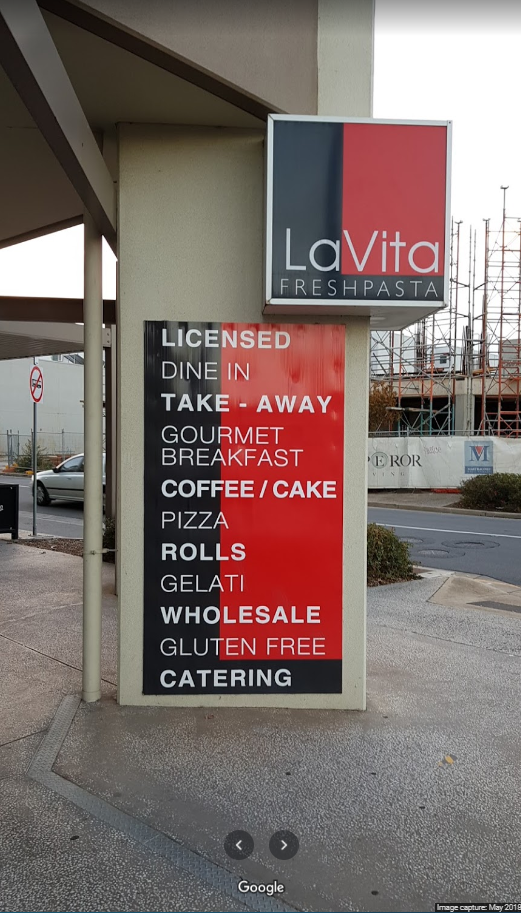 LaVita
FRESHPASTA
LICENSED
DINE IN
TAKE - AWAY
GOURMET
BREAKFAST
COFFEE / CAKE
PIZZA
ROLLS
GELATI
WHOLESALE
GLUTEN FREE
CATERING
EROR
M
Google
Image capture: May 2018